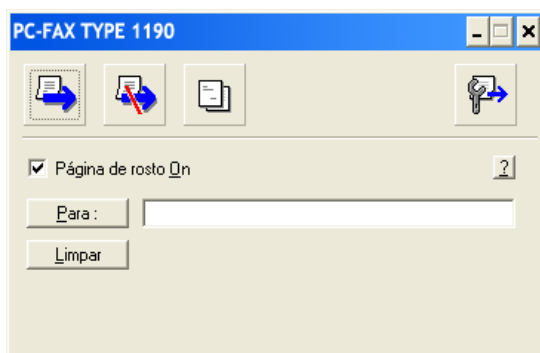 PC-FAX TYPE 1190
Página de rosto On
?
Para :
Limpar